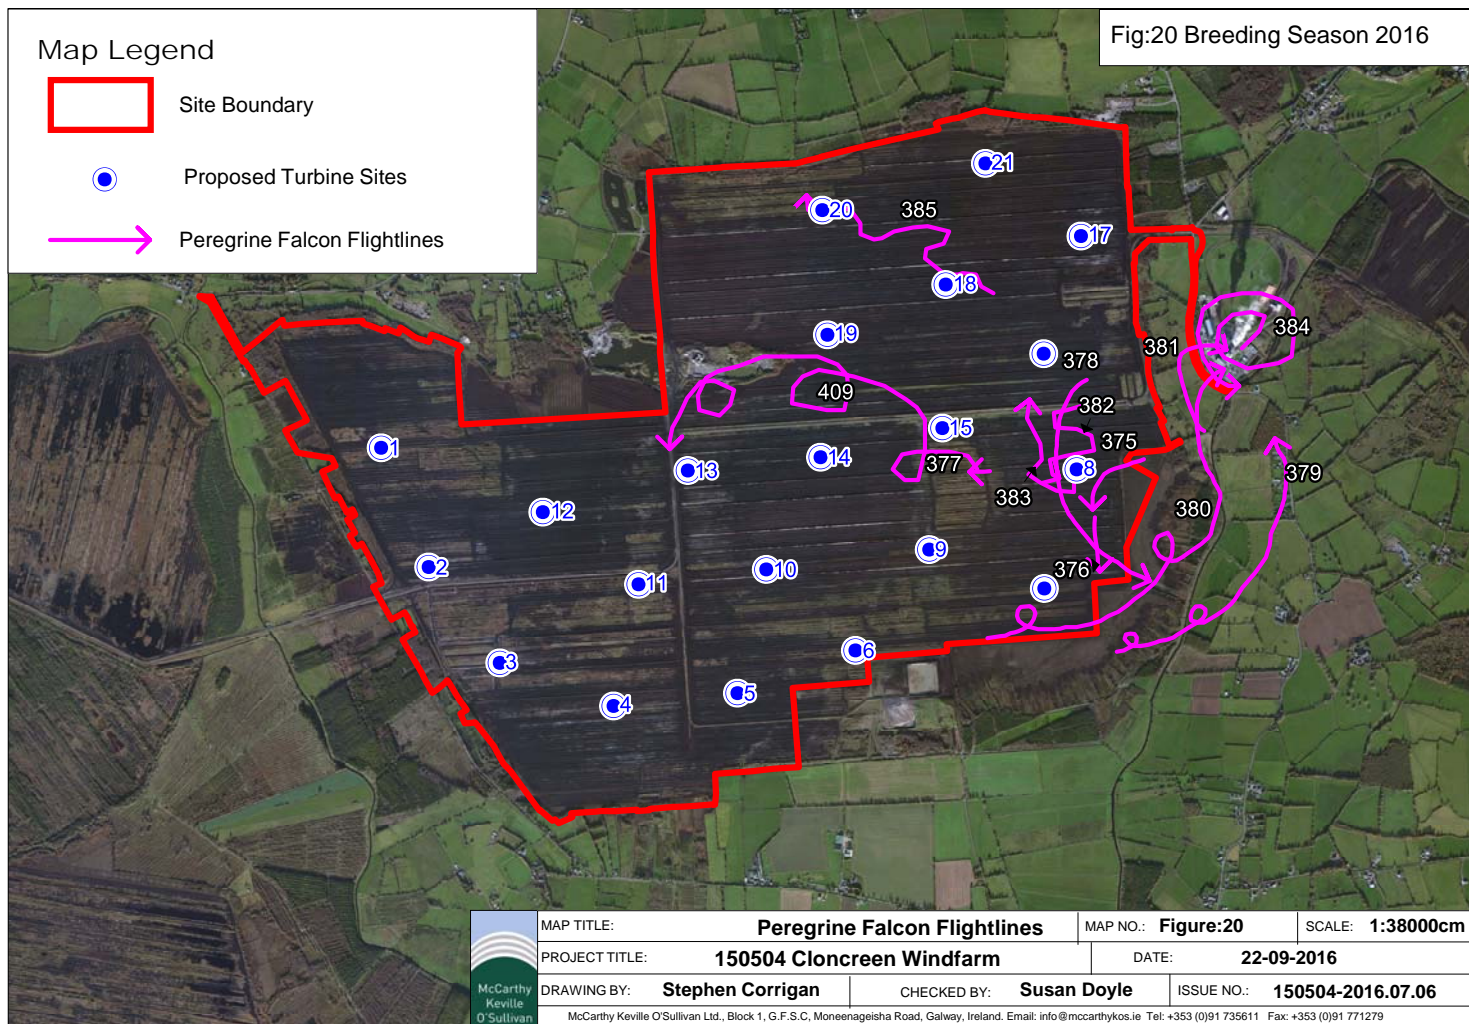 Fig:20 Breeding Season 2016
Map Legend
Site Boundary
Proposed Turbine Sites
Peregrine Falcon Flightlines
21
20
385
17
18
381
384
19
378
409
382
1
15
375
14
377
13
8
379
383
380
12
9
2
10
376
11
6
3
5
4
MAP TITLE: Peregrine Falcon Flightlines MAP NO.: Figure:20 SCALE: 1:38000cm
PROJECT TITLE: 150504 Cloncreen Windfarm DATE: 22-09-2016
DRAWING BY: Stephen Corrigan CHECKED BY: Susan Doyle ISSUE NO.: 150504-2016.07.06
McCarthy
Keville
O'Sullivan
McCarthy Keville O'Sullivan Ltd., Block 1, G.F.S.C, Moneenageisha Road, Galway, Ireland. Email: info@mccarthykos.ie Tel: +353 (0)91 735611 Fax: +353 (0)91 771279